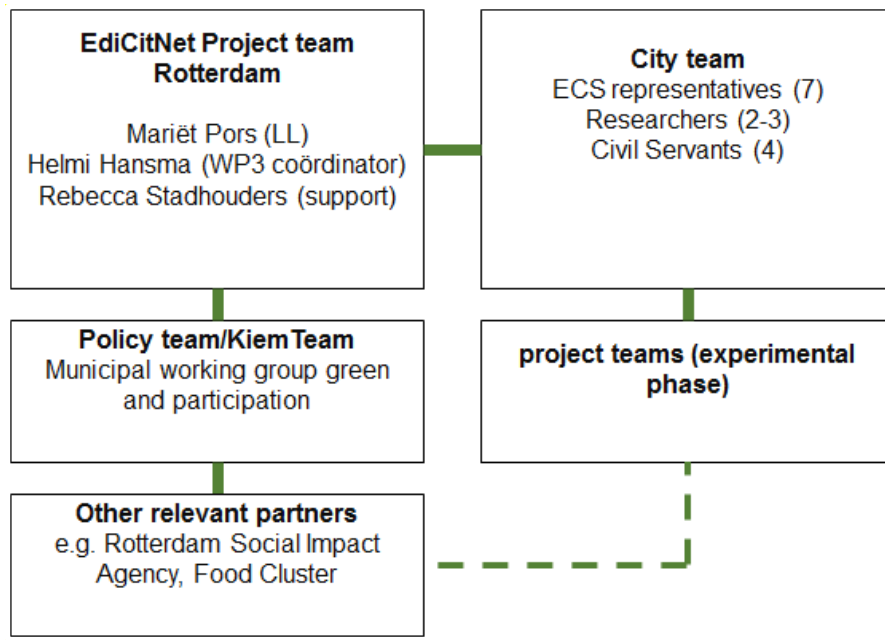 EdiCitNet Project team
Rotterdam
Mariët Pors (LL)
Helmi Hansma (WP3 coördinator)
Rebecca Stadhouders (support)
City team
ECS representatives (7)
Researchers (2-3)
Civil Servants (4)
Policy team/KiemTeam
Municipal working group green
and participation
project teams (experimental
phase)
Other relevant partners
e.g. Rotterdam Social Impact
Agency, Food Cluster